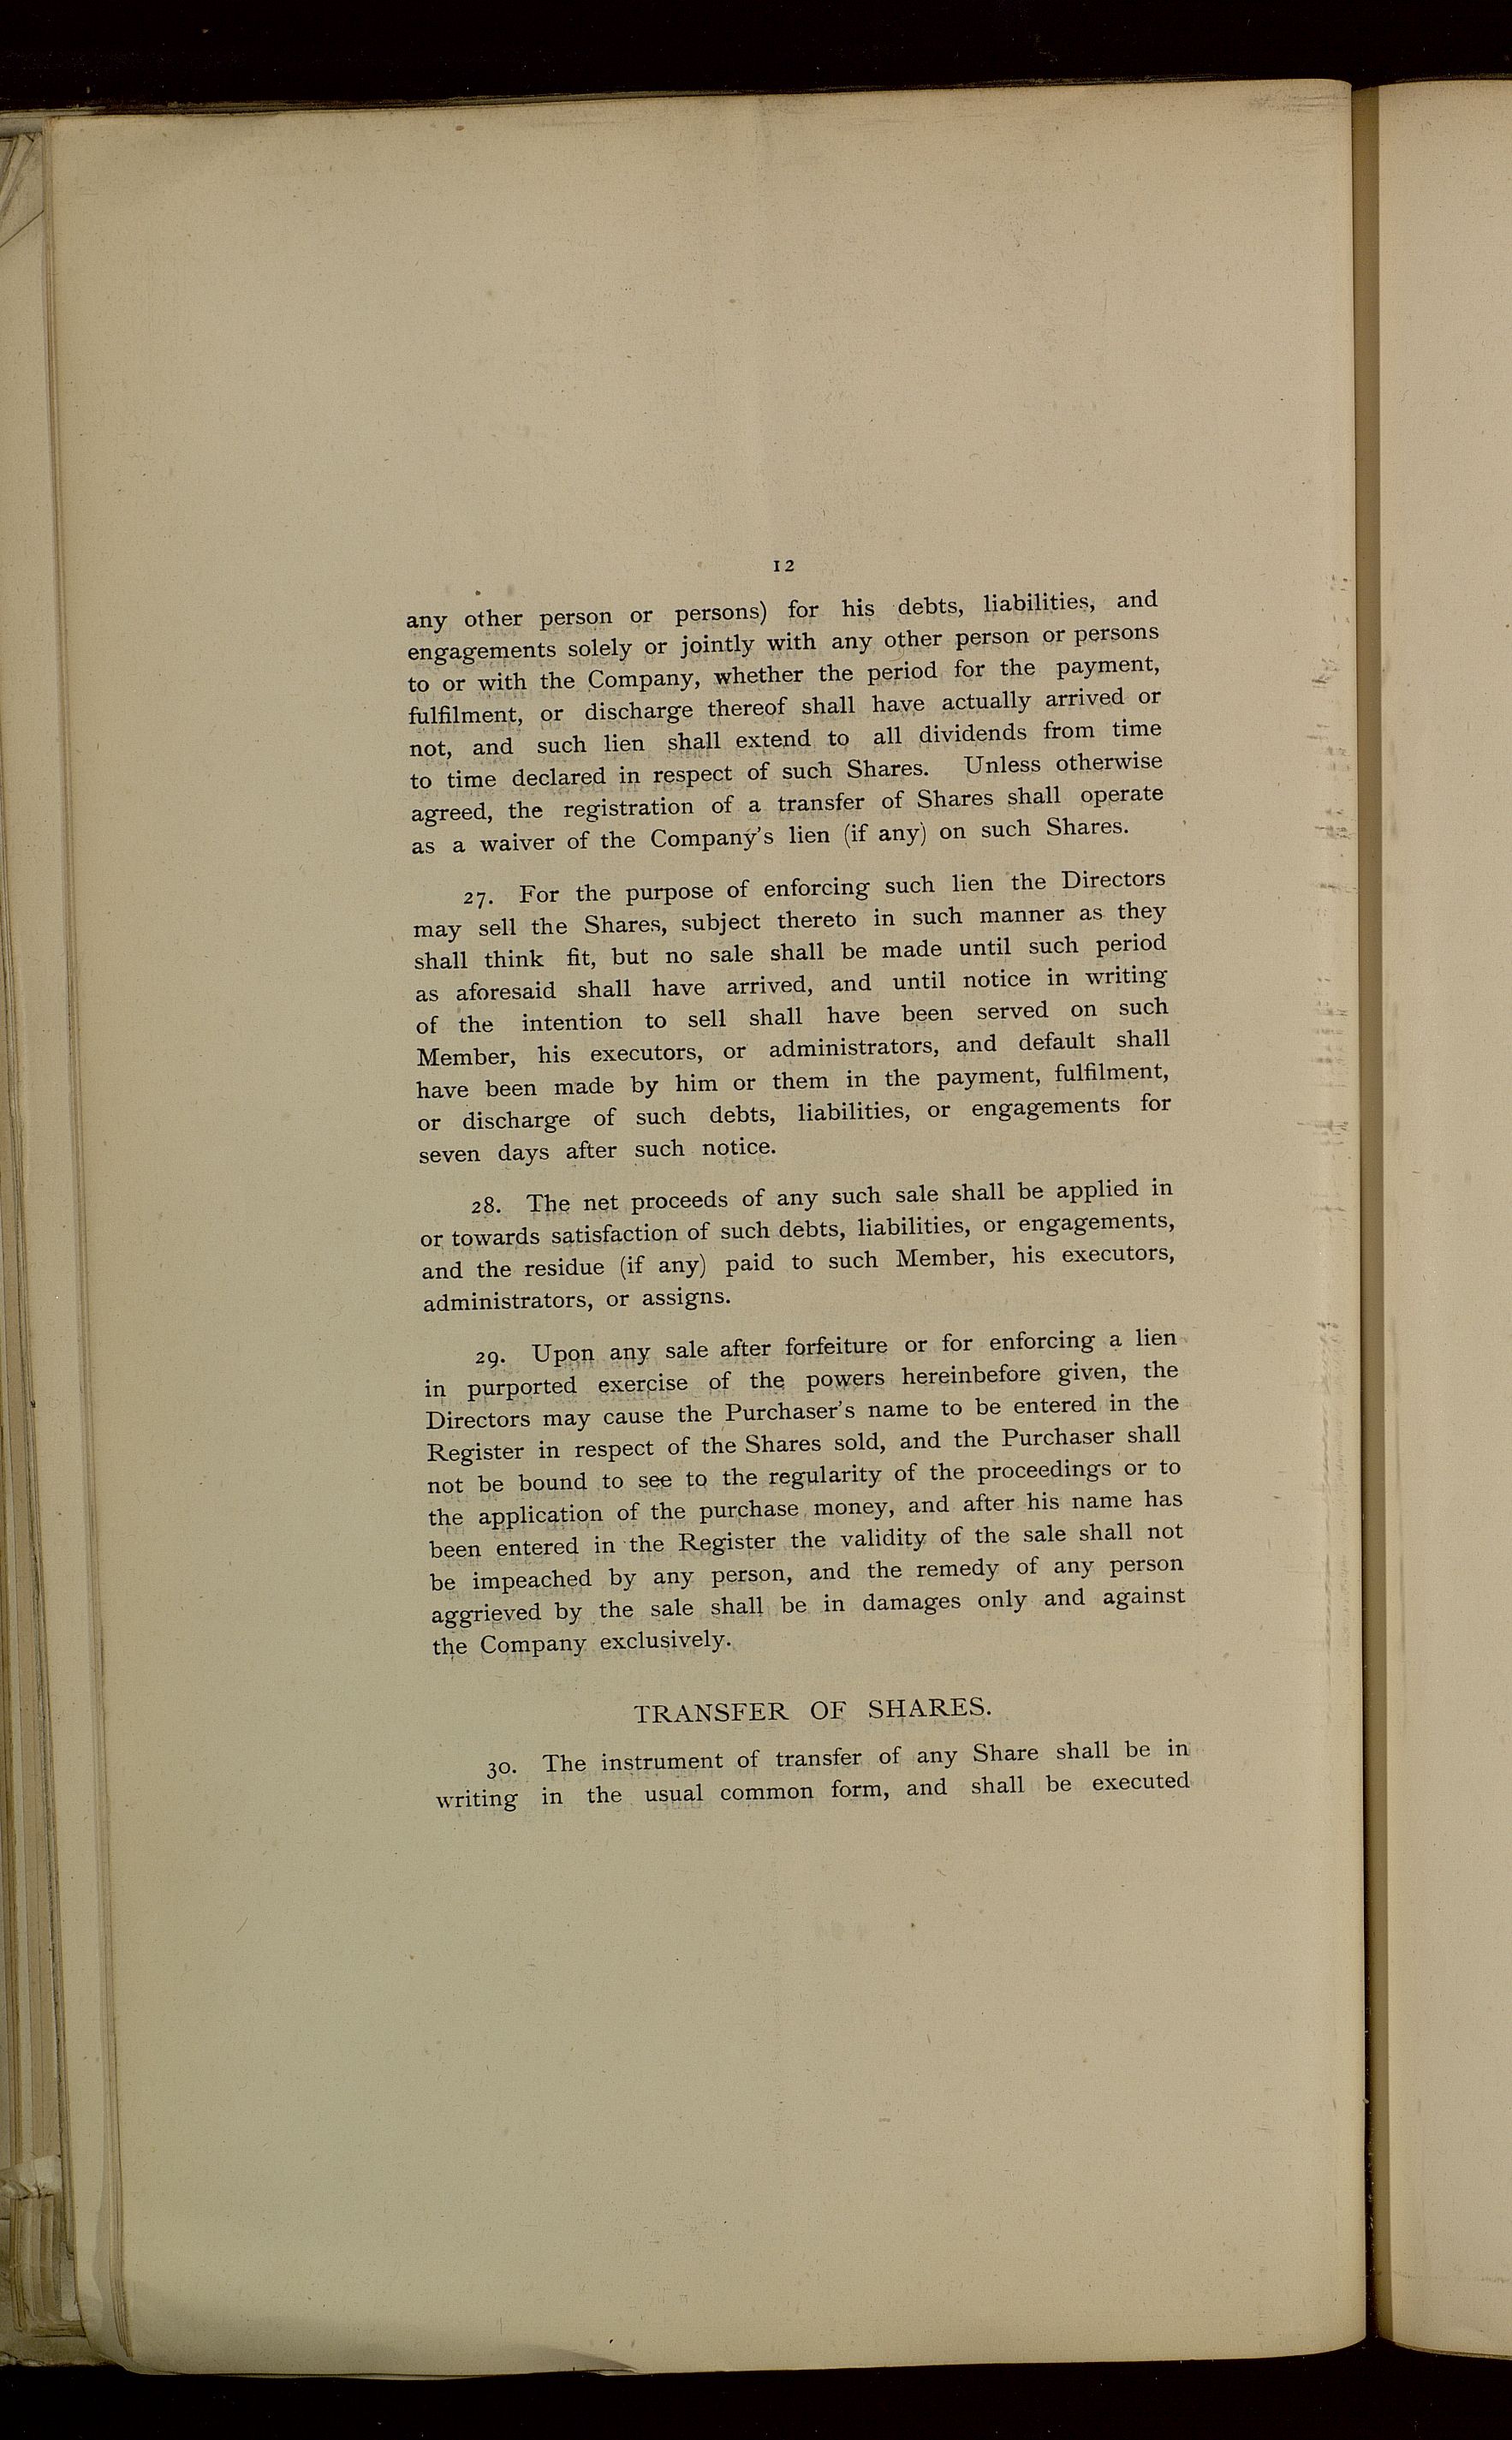 12
any other person or persons) for his debts, liabilities, and
engagements solely or jointly with any other person or persons
to or with the Company, whether the period for the payment,
fulfilment, or discharge thereof shall have actually arrived or
not, and such lien shall extend to all dividends from time
to time declared in respect of such Shares. Unless otherwise
agreed, the registration of a transfer of Shares shall operate
as a waiver of the Company's lien (if any) on such Shares.
27. For the purpose of enforcing such lien the Directors
may sell the Shares, subject thereto in such manner as they
shall think fit, but no sale shall be made until such period
as aforesaid shall have arrived, and until notice in writing
of the intention to sell shall have been served on such
Member, his executors, or administrators, and default shall
have been made by him or them in the payment, fulfilment,
or discharge of such debts, liabilities, or engagements for
seven days after such notice.
28. The net proceeds of any such sale shall be applied in
or towards satisfaction of such debts, liabilities, or engagements,
and the residue (if any) paid to such Member, his executors,
administrators, or assigns.
29. Upon any sale after forfeiture or for enforcing a lien
in purported exercise of the powers hereinbefore given, the
Directors may cause the Purchaser's name to be entered in the
Register in respect of the Shares sold, and the Purchaser shall
not be bound to see to the regularity of the proceedings or to
the application of the purchase money, and after his name has
been entered in the Register the validity of the sale shall not
be impeached by any person, and the remedy of any person
aggrieved by the sale shall be in damages only and against
the Company exclusively.
TRANSFER OF SHARES.
30. The instrument of transfer of any Share shall be in
writing in the usual common form, and shall be executed